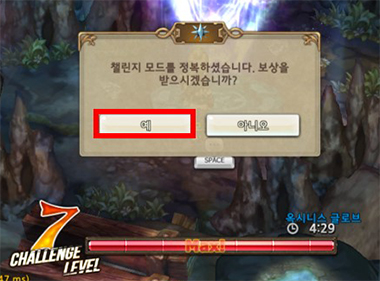 챌린지 모드를 정복하셨습니다. 보상을
받으시겠습니까?
예
아니오
SPACE
옵시니스 글로브
4:29
7
CHALLENGE
LEVEL
Max!
47 ms)